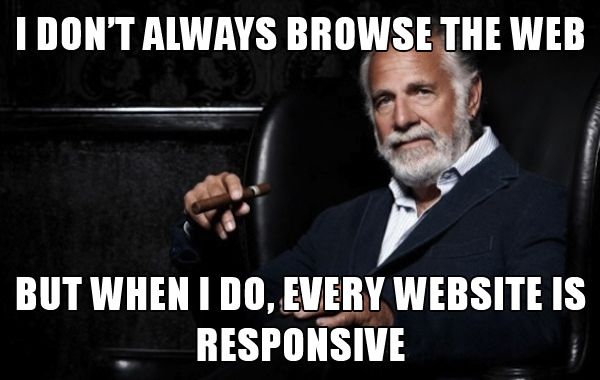 I DON'T ALWAYS BROWSE THE WEB
BUT WHEN I DO, EVERY WEBSITE IS
RESPONSIVE